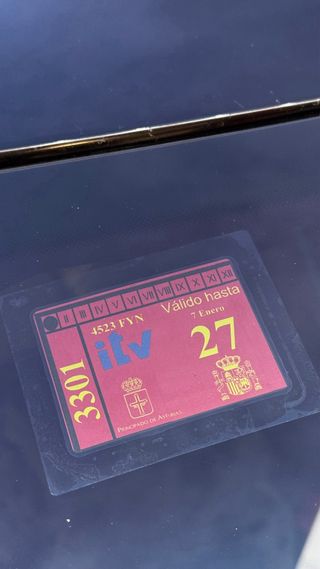 II III IV V VI VII VIII IX X XI XII
4523 FYN
Válido hasta
itv
7 Enero
27
3301
PRINCIPADO DE ASTURIAS